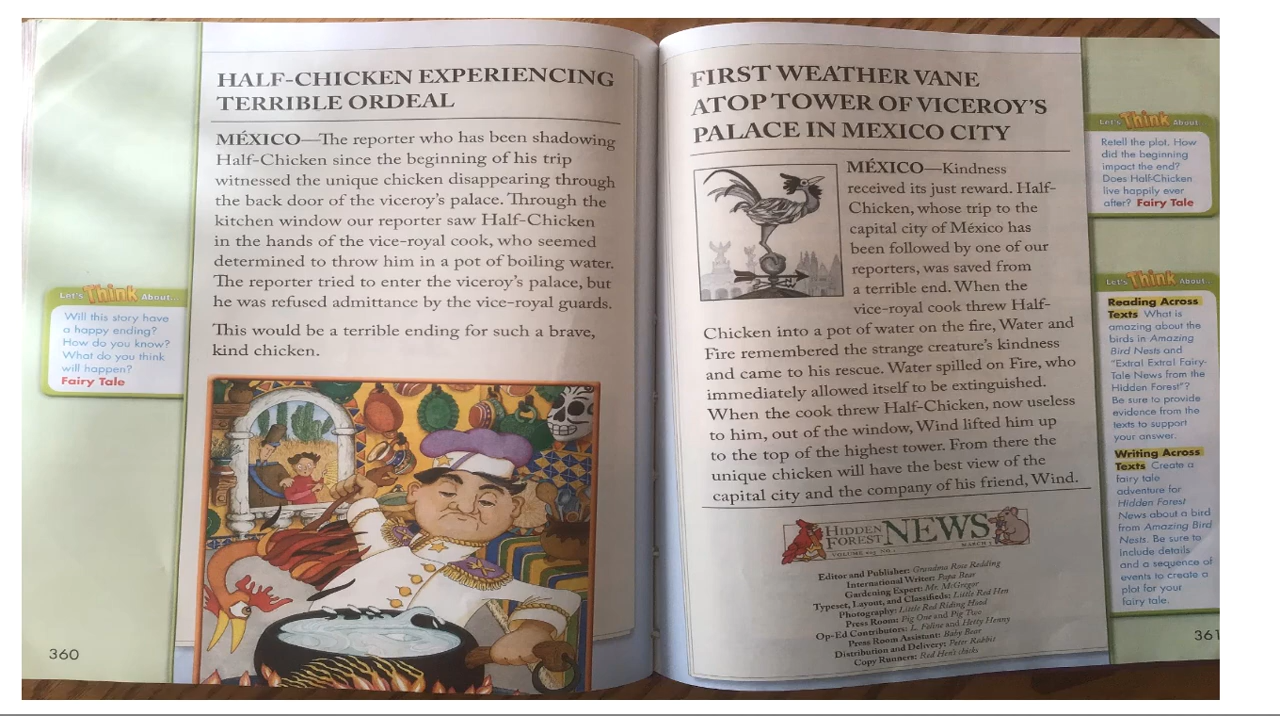 HALF-CHICKEN EXPERIENCING
TERRIBLE ORDEAL
MÉXICO—The reporter who has been shadowing
Half-Chicken since the beginning of his trip
witnessed the unique chicken disappearing through
the back door of the viceroy's palace. Through the
kitchen window our reporter saw Half-Chicken
in the hands of the vice-royal cook, who seemed
determined to throw him in a pot of boiling water.
The reporter tried to enter the viceroy's palace, but
he was refused admittance by the vice-royal guards.
This would be a terrible ending for such a brave,
kind chicken.
Let's Think About...
Will this story have
a happy ending?
How do you know?
What do you think
will happen?
Fairy Tale
360
FIRST WEATHER VANE
ATOP TOWER OF VICEROY'S
PALACE IN MEXICO CITY
MÉXICO—Kindness
received its just reward. Half-
Chicken, whose trip to the
capital city of México has
been followed by one of our
reporters, was saved from
a terrible end. When the
vice-royal cook threw Half-
Chicken into a pot of water on the fire, Water and
Fire remembered the strange creature's kindness
and came to his rescue. Water spilled on Fire, who
immediately allowed itself to be extinguished.
When the cook threw Half-Chicken, now useless
to him, out of the window, Wind lifted him up
to the top of the highest tower. From there the
unique chicken will have the best view of the
capital city and the company of his friend, Wind.
HIDDEN
FOREST NEWS
MARCH
Editor and Publisher: Grandma Rose Redding
International Writer: Papa Bear
Gardening Expert: Mr. McGregor
Typeset, Layout, and Classifieds: Little Red Hen
Photography: Little Red Riding Hood
Press Room: Pig One and Pig Two
Op-Ed Contributors: L. Feline and Hetty Henny
Press Room Assistant: Baby Bear
Distribution and Delivery: Peter Rabbit
Copy Runners: Red Hen's chicks
Let's Think About...
Retell the plot. How
did the beginning
impact the end?
Does Half-Chicken
live happily ever
after? Fairy Tale
Let's Think About...
Reading Across
Texts What is
amazing about the
birds in Amazing
Bird Nests and
"Extra! Extra! Fairy-
Tale News from the
Hidden Forest"?
Be sure to provide
evidence from the
texts to support
your answer.
Writing Across
Texts Create a
fairy tale
adventure for
Hidden Forest
News about a bird
from Amazing Bird
Nests. Be sure to
include details
and a sequence of
events to create a
plot for your
fairy tale.
361